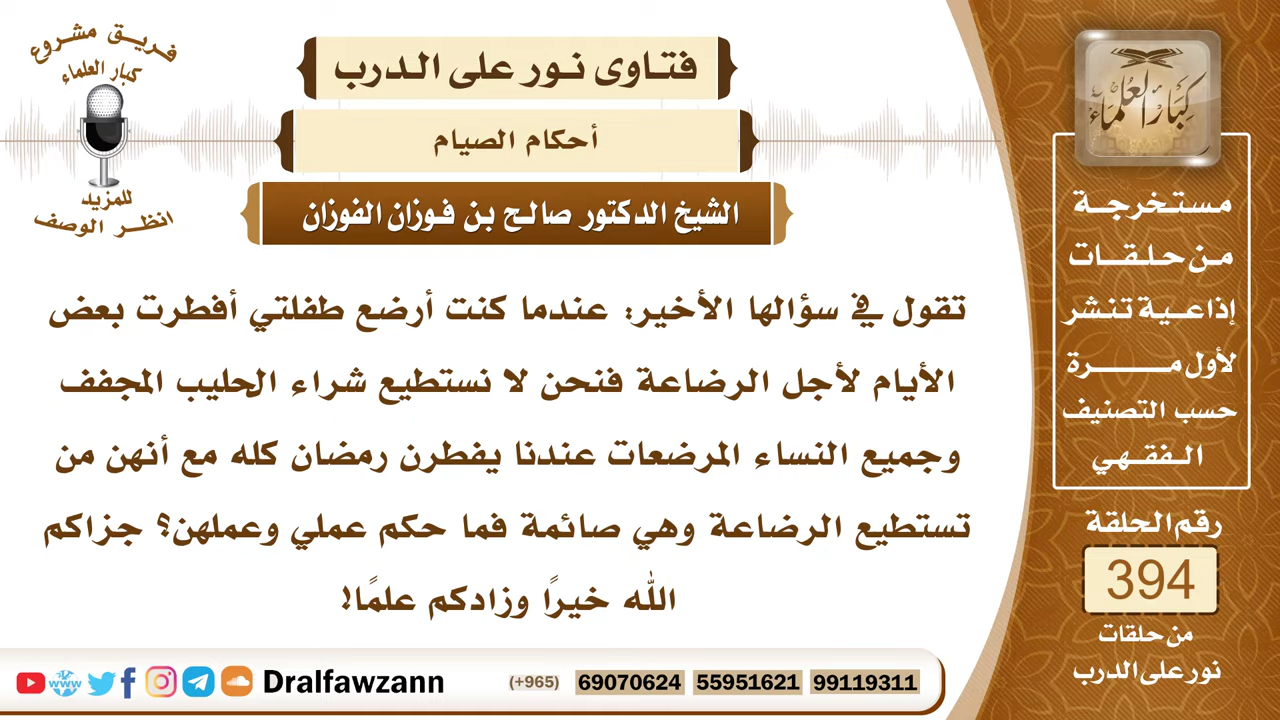 فريق مشروع
كبار العلماء
للمزيد
انظر الوصف
فتاوى نور على الدرب
أحكام الصيام
الشيخ الدكتور صالح بن فوزان الفوزان
تقول في سؤالها الأخير: عندما كنت أرضع طفلتي أفطرت بعض
الأيام لأجل الرضاعة فنحن لا نستطيع شراء الحليب المجفف
وجميع النساء المرضعات عندنا يفطرن رمضان كله مع أنهن من
تستطيع الرضاعة وهي صائمة فما حكم عملي وعملهن؟ جزاكم
الله خيرًا وزادكم علمًا!
كبار العلماء
مستخرجة
من حلقات
إذاعية تنشر
لأول مرة
حسب التصنيف
الفقهي
رقم الحلقة
394
من حلقات
نور على الدرب
www Dralfawzann (+965) 69070624 55951621 99119311